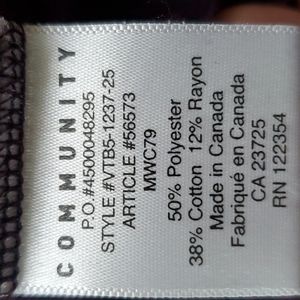 COMMUNITY
P.O.#4500048295
STYLE #VTB5-1237-25
ARTICLE #56573
MWC79
50% Polyester
38% Cotton 12% Rayon
Made in Canada
Fabriqué en Canada
CA 23725
RN 122354